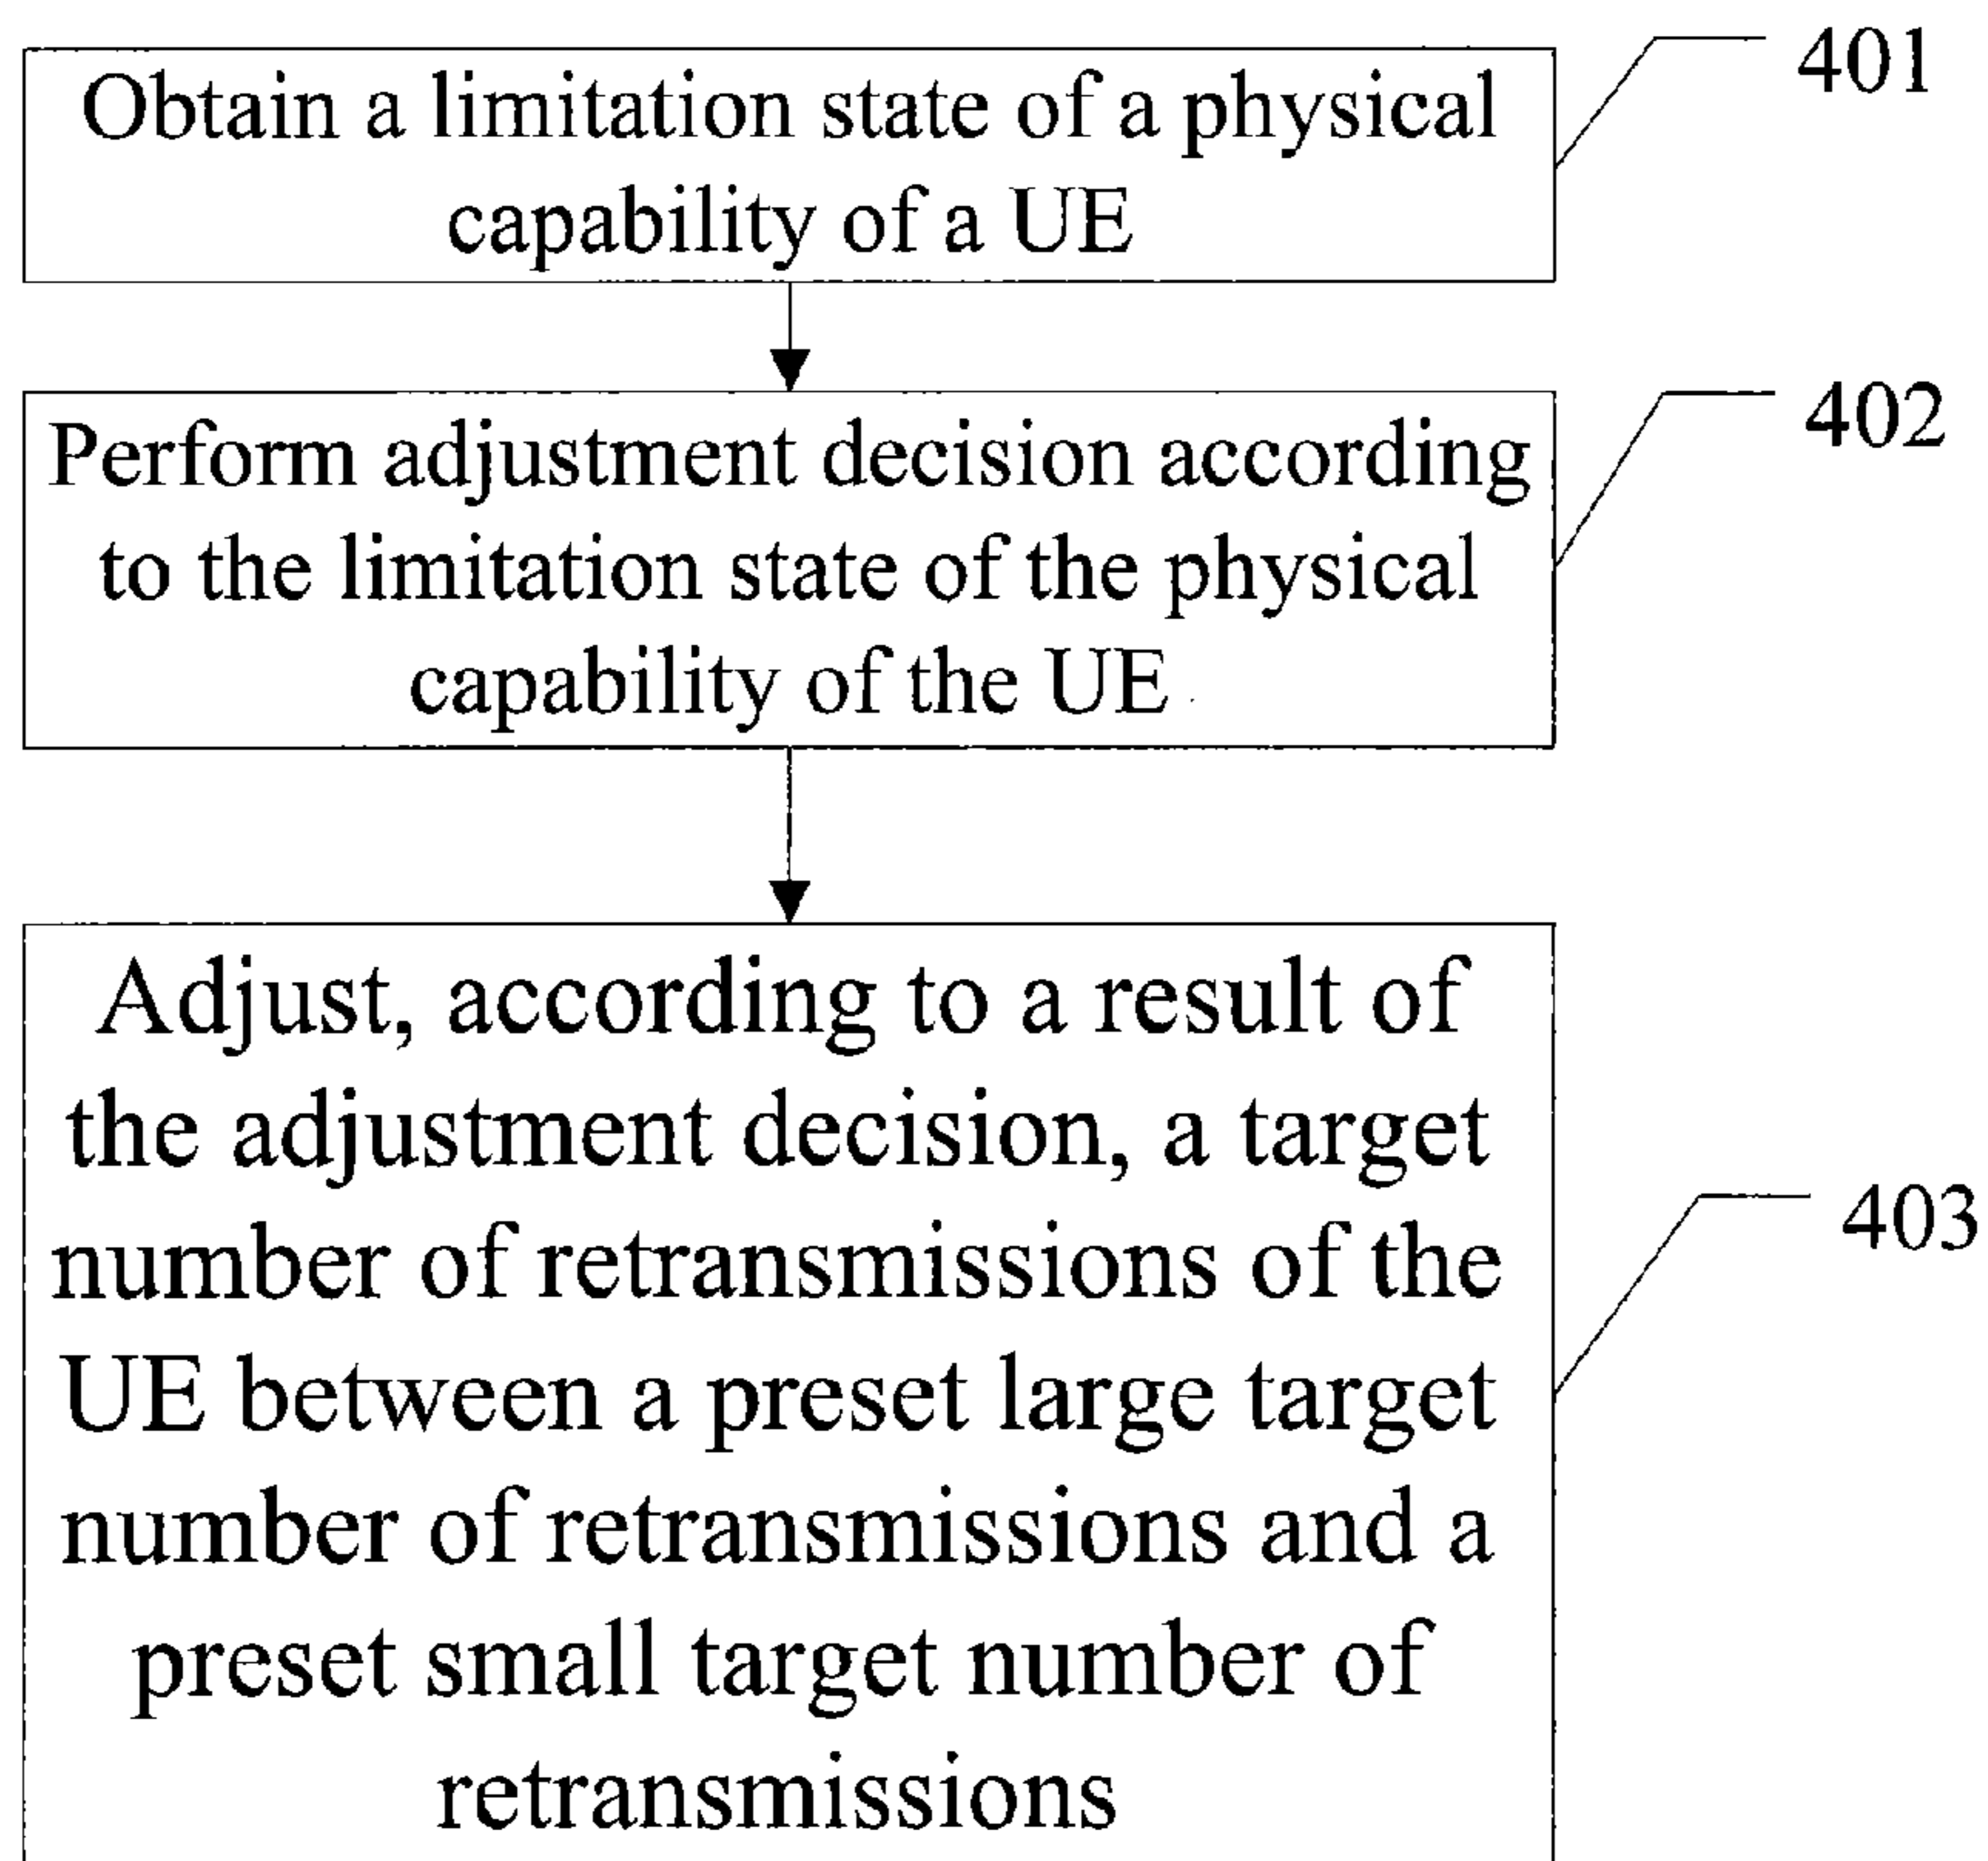 Obtain a limitation state of a physical
capability of a UE
401
Perform adjustment decision according
to the limitation state of the physical
capability of the UE
402
Adjust, according to a result of
the adjustment decision, a target
number of retransmissions of the
UE between a preset large target
number of retransmissions and a
preset small target number of
retransmissions
403